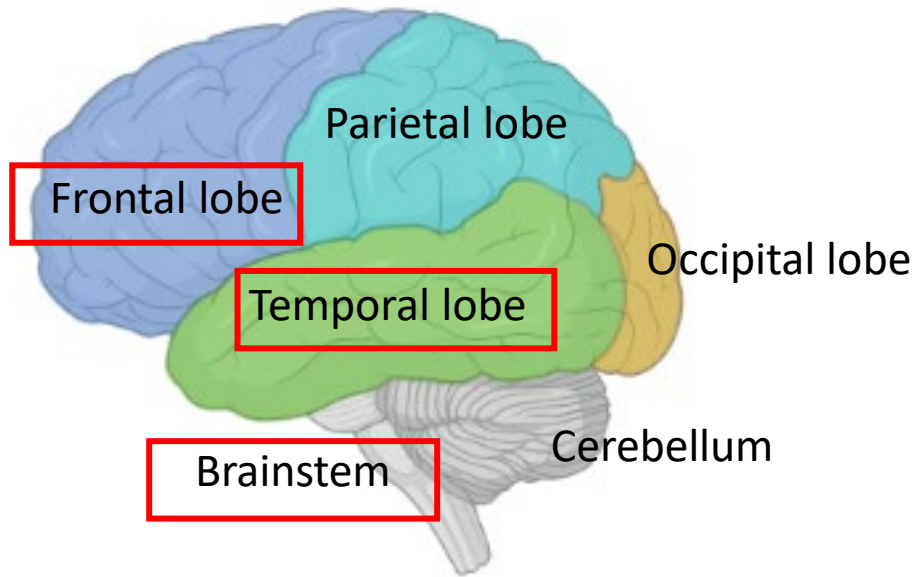 Parietal lobe
Frontal lobe
Occipital lobe
Temporal lobe
Cerebellum
Brainstem